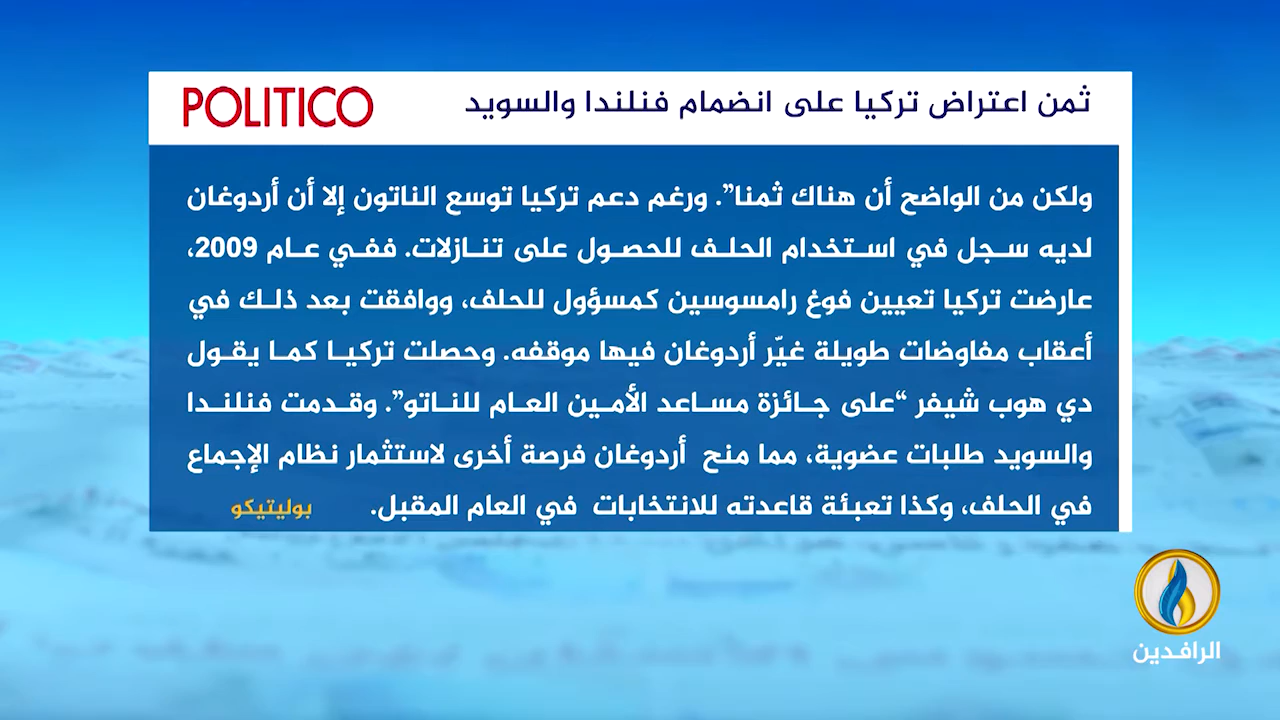 POLITICO
ثمن اعتراض تركيا على انضمام فنلندا والسويد
ولكن من الواضح أن هناك ثمنا”. ورغم دعم تركيا توسع الناتون إلا أن أردوغان
لديه سجل في استخدام الحلف للحصول على تنازلات. ففي عام 2009،
عارضت تركيا تعيين فوغ رامسوسين كمسؤول للحلف، ووافقت بعد ذلك في
أعقاب مفاوضات طويلة غيّر أردوغان فيها موقفه. وحصلت تركيا كما يقول
دي هوب شيفر “على جائزة مساعد الأمين العام للناتو”. وقدمت فنلندا
والسويد طلبات عضوية، مما منح أردوغان فرصة أخرى لاستثمار نظام الإجماع
في الحلف، وكذا تعبئة قاعدته للانتخابات في العام المقبل.
بوليتيكو
الرافدين